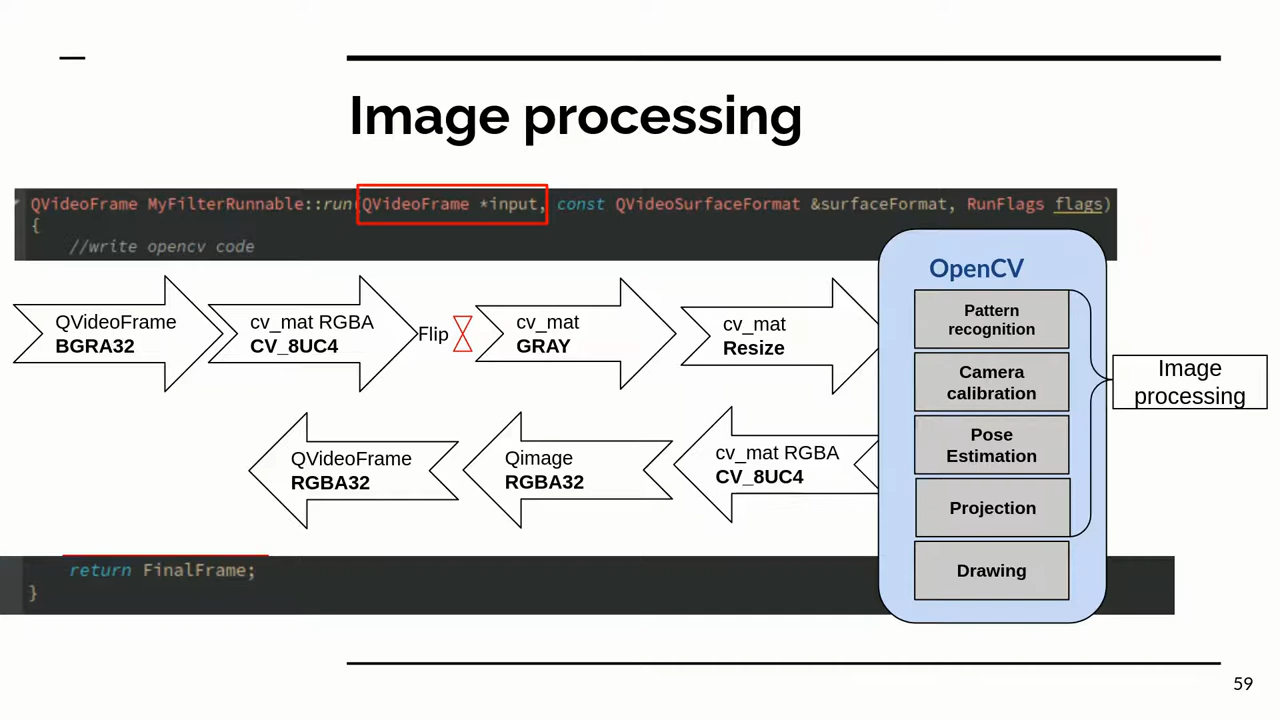 Image processing
QVideoFrame MyFilterRunnable::run(QVideoFrame *input, const QVideoSurfaceFormat &surfaceFormat, RunFlags flags)
{
//write opencv code
QVideoFrame
BGRA32
cv_mat RGBA
CV_8UC4
Flip
cv_mat
GRAY
cv_mat
Resize
OpenCV
Pattern
recognition
Camera
calibration
Pose
Estimation
Projection
Drawing
Image
processing
cv_mat RGBA
CV_8UC4
Qimage
RGBA32
QVideoFrame
RGBA32
return FinalFrame;
}
59